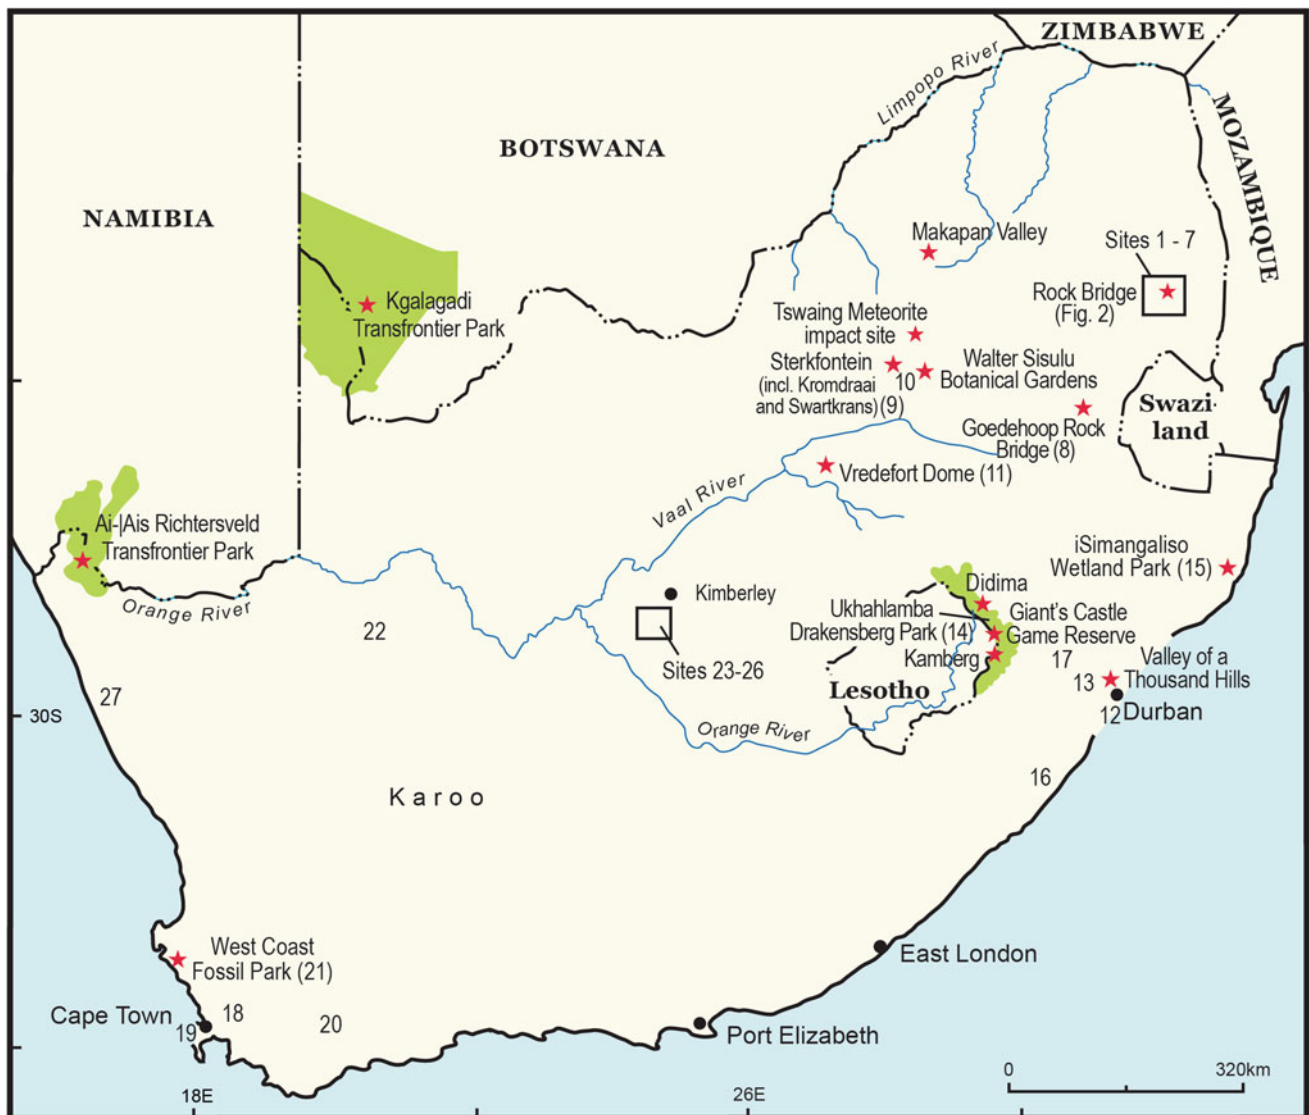 ZIMBABWE
Limpopo River
MOZAMBIQUE
BOTSWANA
NAMIBIA
Makapan Valley
Sites 1 - 7
Rock Bridge
(Fig. 2)
Kgalagadi
Transfrontier Park
Tswaing Meteorite
impact site
Sterkfontein
(incl. Kromdraai
and Swartkrans) (9)
10
Walter Sisulu
Botanical Gardens
Swazi-
land
Goedehoop Rock
Bridge (8)
Vredefort Dome (11)
Vaal River
Ai-|Ais Richtersveld
Transfrontier Park
Orange River
iSimangaliso
Wetland Park (15)
Didima
Kimberley
Ukhahlamba
Drakensberg Park (14)
Giant's Castle
Game Reserve
22
Sites 23-26
Kamberg
17
Valley of a
Thousand Hills
13
Lesotho
27
30S
12
Durban
Orange River
16
Karoo
West Coast
Fossil Park (21)
East London
Cape Town
18
19
20
Port Elizabeth
0
320km
18E
26E